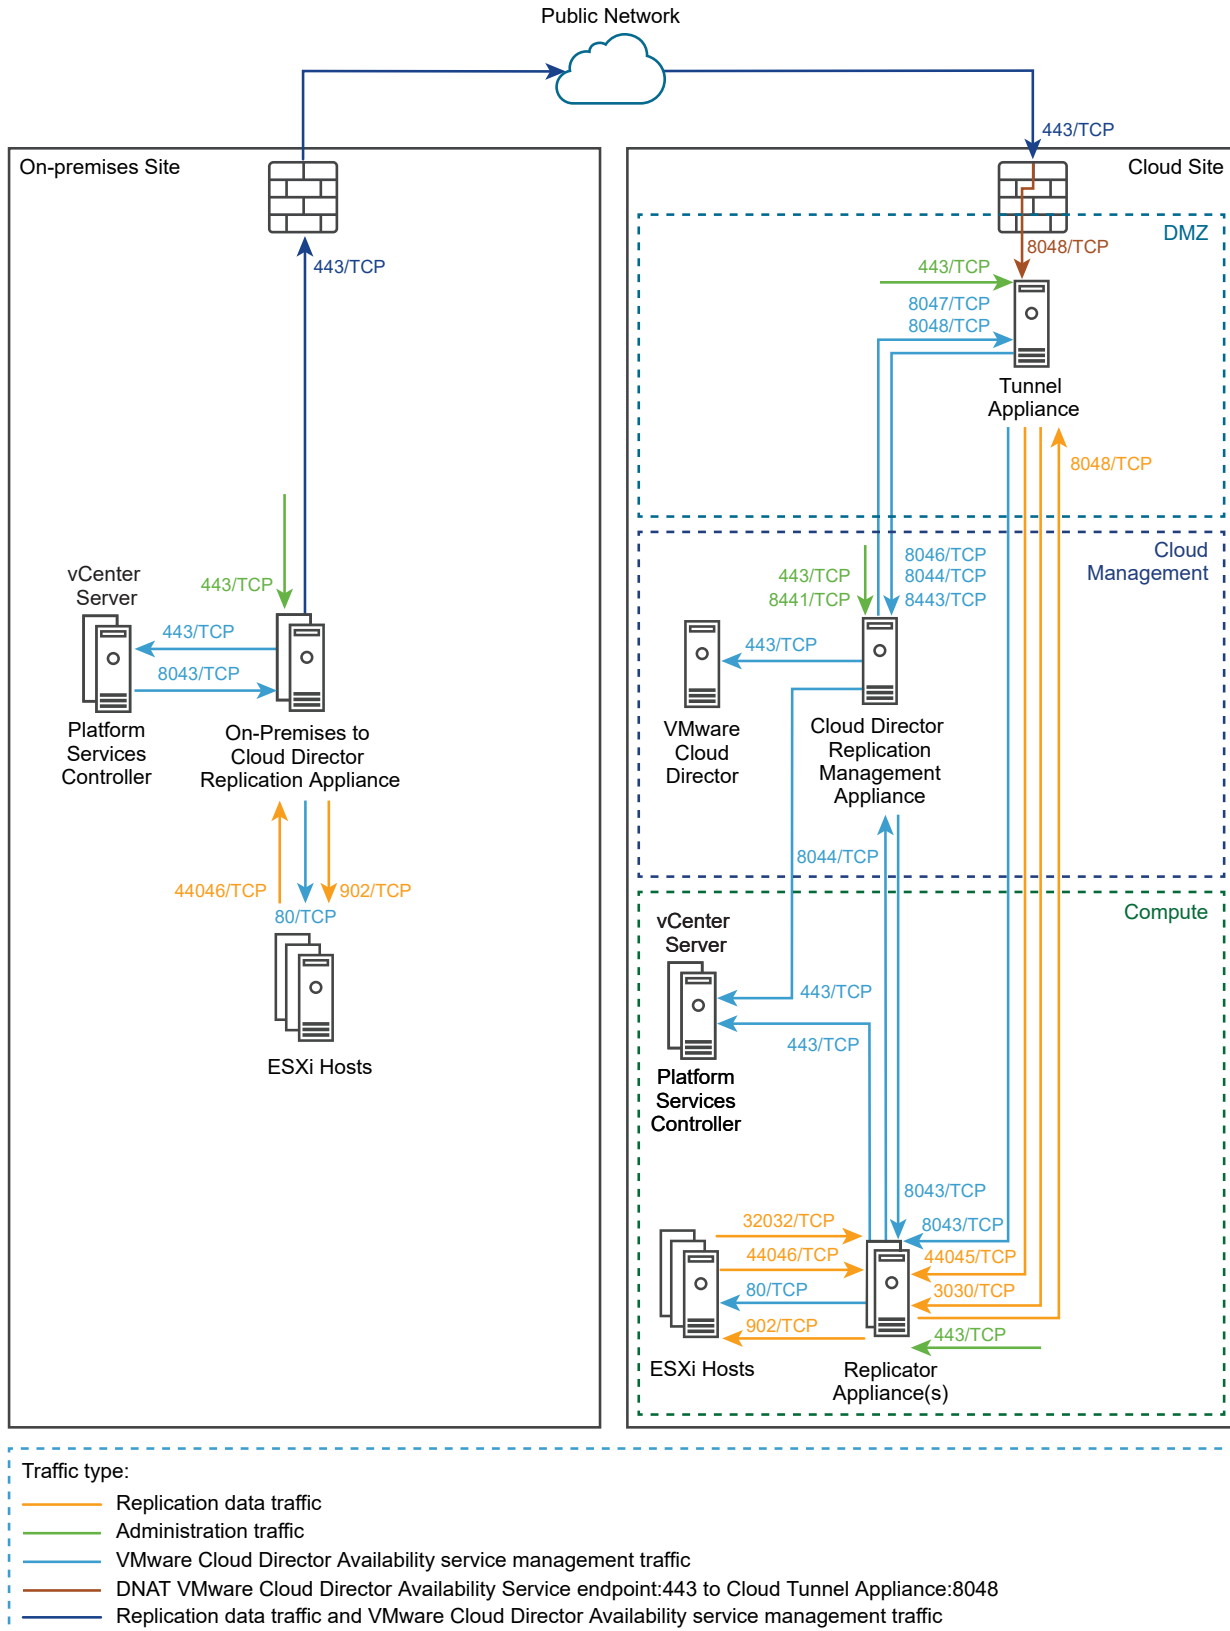 Public Network
443/TCP
On-premises Site
Cloud Site
DMZ
8048/TCP
443/TCP
443/TCP
8047/TCP
8048/TCP
Tunnel
Appliance
8048/TCP
vCenter
Server
443/TCP
443/TCP
8043/TCP
Platform
Services
Controller
On-Premises to
Cloud Director
Replication Appliance
44046/TCP
902/TCP
80/TCP
ESXi Hosts
Cloud
Management
8046/TCP
8044/TCP
8443/TCP
443/TCP
8441/TCP
443/TCP
VMware
Cloud
Director
Cloud Director
Replication
Management
Appliance
8044/TCP
Compute
vCenter
Server
443/TCP
443/TCP
Platform
Services
Controller
8043/TCP
32032/TCP
8043/TCP
44046/TCP
44045/TCP
80/TCP
3030/TCP
902/TCP
443/TCP
ESXi Hosts
Replicator
Appliance(s)
Traffic type:
Replication data traffic
Administration traffic
VMware Cloud Director Availability service management traffic
DNAT VMware Cloud Director Availability Service endpoint:443 to Cloud Tunnel Appliance:8048
Replication data traffic and VMware Cloud Director Availability service management traffic